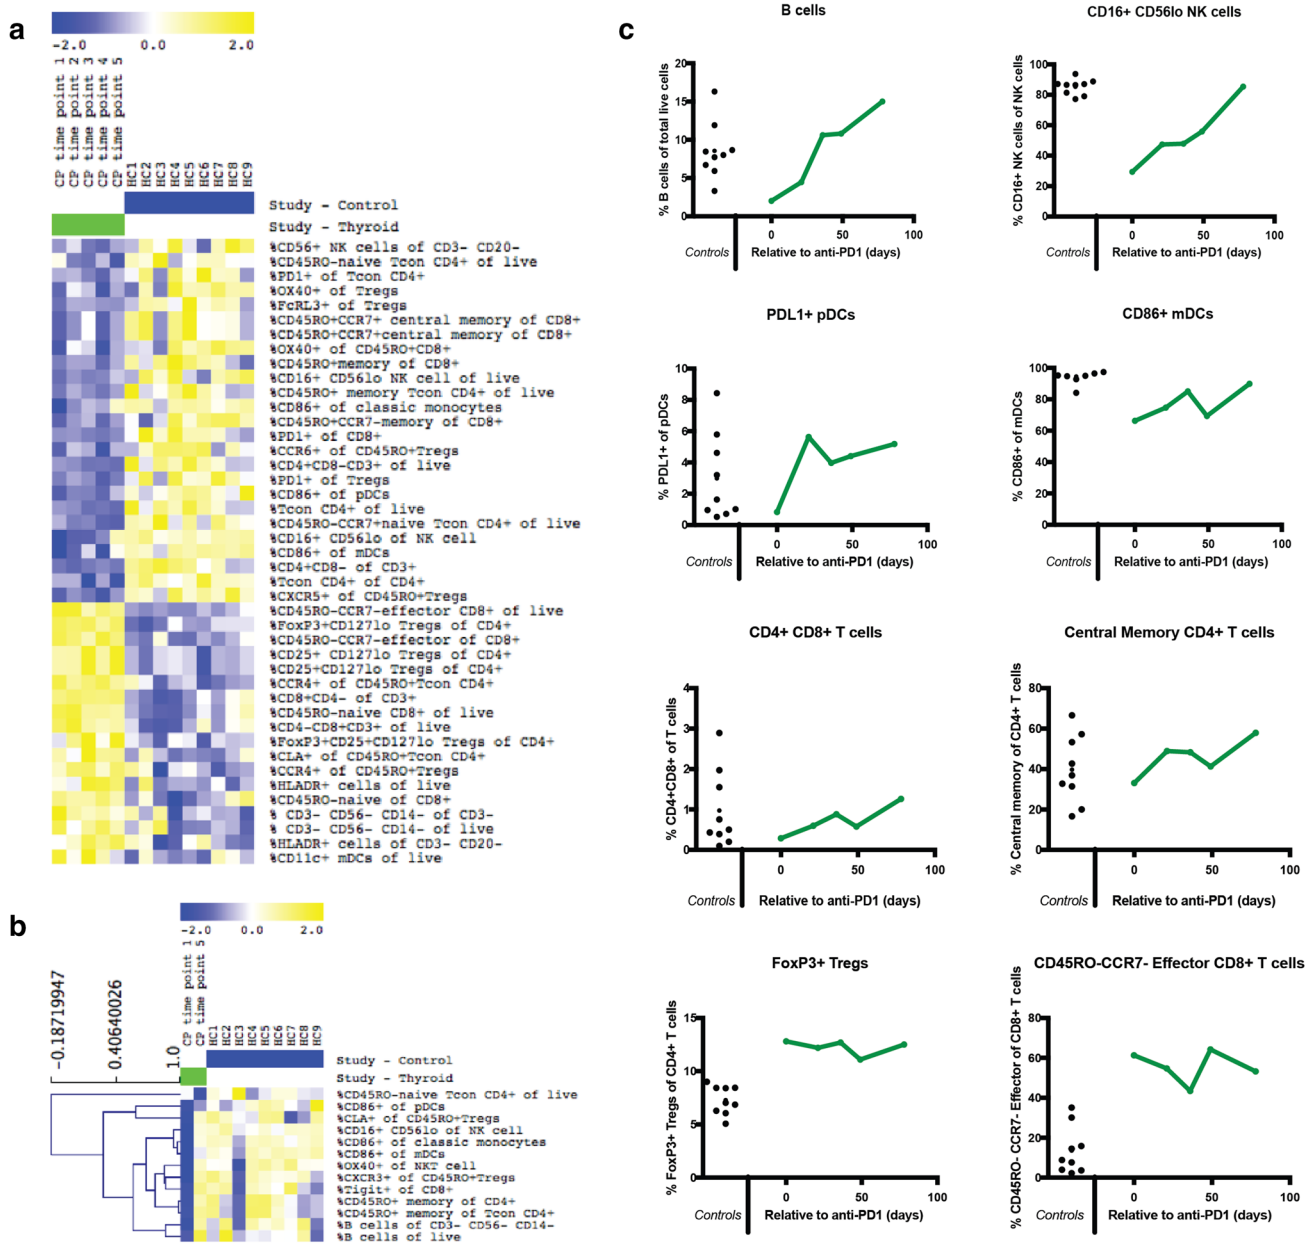 a
-2.0 0.0 2.0
CP time point 1
CP time point 2
CP time point 3
CP time point 4
CP time point 5
HC1
HC2
HC3
HC4
HC5
HC6
HC7
HC8
HC9
Study - Control
Study - Thyroid
%CD56+ NK cells of CD3- CD20-
%CD45RO-naive Tcon CD4+ of live
%PD1+ of Tcon CD4+
%OX40+ of Tregs
%FcRL3+ of Tregs
%CD45RO+CCR7+ central memory of CD8+
%CD45RO+CCR7+central memory of CD8+
%OX40+ of CD45RO+CD8+
%CD45RO+memory of CD8+
%CD16+ CD56lo NK cell of live
%CD45RO+ memory Tcon CD4+ of live
%CD86+ of classic monocytes
%CD45RO+CCR7-memory of CD8+
%PD1+ of CD8+
%CCR6+ of CD45RO+Tregs
%CD4+CD8-CD3+ of live
%PD1+ of Tregs
%CD86+ of pDCs
%Tcon CD4+ of live
%CD45RO-CCR7+naive Tcon CD4+ of live
%CD16+ CD56lo of NK cell
%CD86+ of mDCs
%CD4+CD8- of CD3+
%Tcon CD4+ of CD4+
%CXCR5+ of CD45RO+Tregs
%CD45RO-CCR7-effector CD8+ of live
%FoxP3+CD127lo Tregs of CD4+
%CD45RO-CCR7-effector of CD8+
%CD25+ CD127lo Tregs of CD4+
%CD25+CD127lo Tregs of CD4+
%CCR4+ of CD45RO+Tcon CD4+
%CD8+CD4- of CD3+
%CD45RO-naive CD8+ of live
%CD4-CD8+CD3+ of live
%FoxP3+CD25+CD127lo Tregs of CD4+
%CLA+ of CD45RO+Tcon CD4+
%CCR4+ of CD45RO+Tregs
%HLADR+ cells of live
%CD45RO-naive of CD8+
% CD3- CD56- CD14- of CD3-
% CD3- CD56- CD14- of live
%HLADR+ cells of CD3- CD20-
%CD11c+ mDCs of live
b
-2.0 0.0 2.0
-0.18719947
0.40640026
1.0
CP time point 1
CP time point 5
HC1
HC2
HC3
HC4
HC5
HC6
HC7
HC8
HC9
Study - Control
Study - Thyroid
%CD45RO-naive Tcon CD4+ of live
%CD86+ of pDCs
%CLA+ of CD45RO+Tregs
%CD16+ CD56lo of NK cell
%CD86+ of classic monocytes
%CD86+ of mDCs
%OX40+ of NKT cell
%CXCR3+ of CD45RO+Tregs
%Tigit+ of CD8+
%CD45RO+ memory of CD4+
%CD45RO+ memory of Tcon CD4+
%B cells of CD3- CD56- CD14-
%B cells of live
c
B cells
% B cells of total live cells
20
15
10
5
0
0 50 100
Controls
Relative to anti-PD1 (days)
CD16+ CD56lo NK cells
% CD16+ NK cells of NK cells
100
80
60
40
20
0
0 50 100
Controls
Relative to anti-PD1 (days)
PDL1+ pDCs
% PDL1+ of pDCs
10
8
6
4
2
0
0 50 100
Controls
Relative to anti-PD1 (days)
CD86+ mDCs
% CD86+ of mDCs
100
80
60
40
20
0
0 50 100
Controls
Relative to anti-PD1 (days)
CD4+ CD8+ T cells
% CD4+CD8+ of T cells
4
3
2
1
0
0 50 100
Controls
Relative to anti-PD1 (days)
Central Memory CD4+ T cells
% Central memory of CD4+ T cells
80
60
40
20
0
0 50 100
Controls
Relative to anti-PD1 (days)
FoxP3+ Tregs
% FoxP3+ Tregs of CD4+ T cells
15
10
5
0
0 50 100
Controls
Relative to anti-PD1 (days)
CD45RO-CCR7- Effector CD8+ T cells
% CD45RO- CCR7- Effector of CD8+ T cells
80
60
40
20
0
0 50 100
Controls
Relative to anti-PD1 (days)